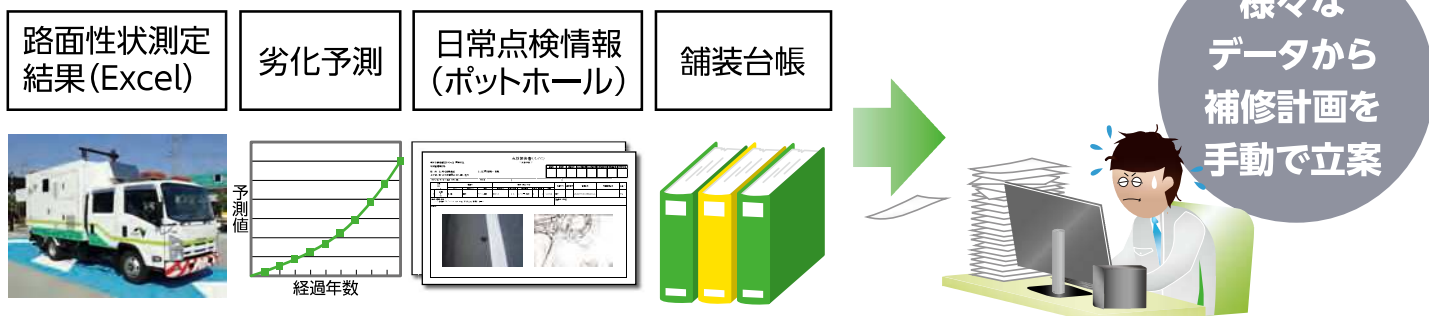 路面性状測定
結果(Excel)
劣化予測
日常点検情報
(ポットホール)
舗装台帳
予測値
経過年数
様々な
データから
補修計画を
手動で立案